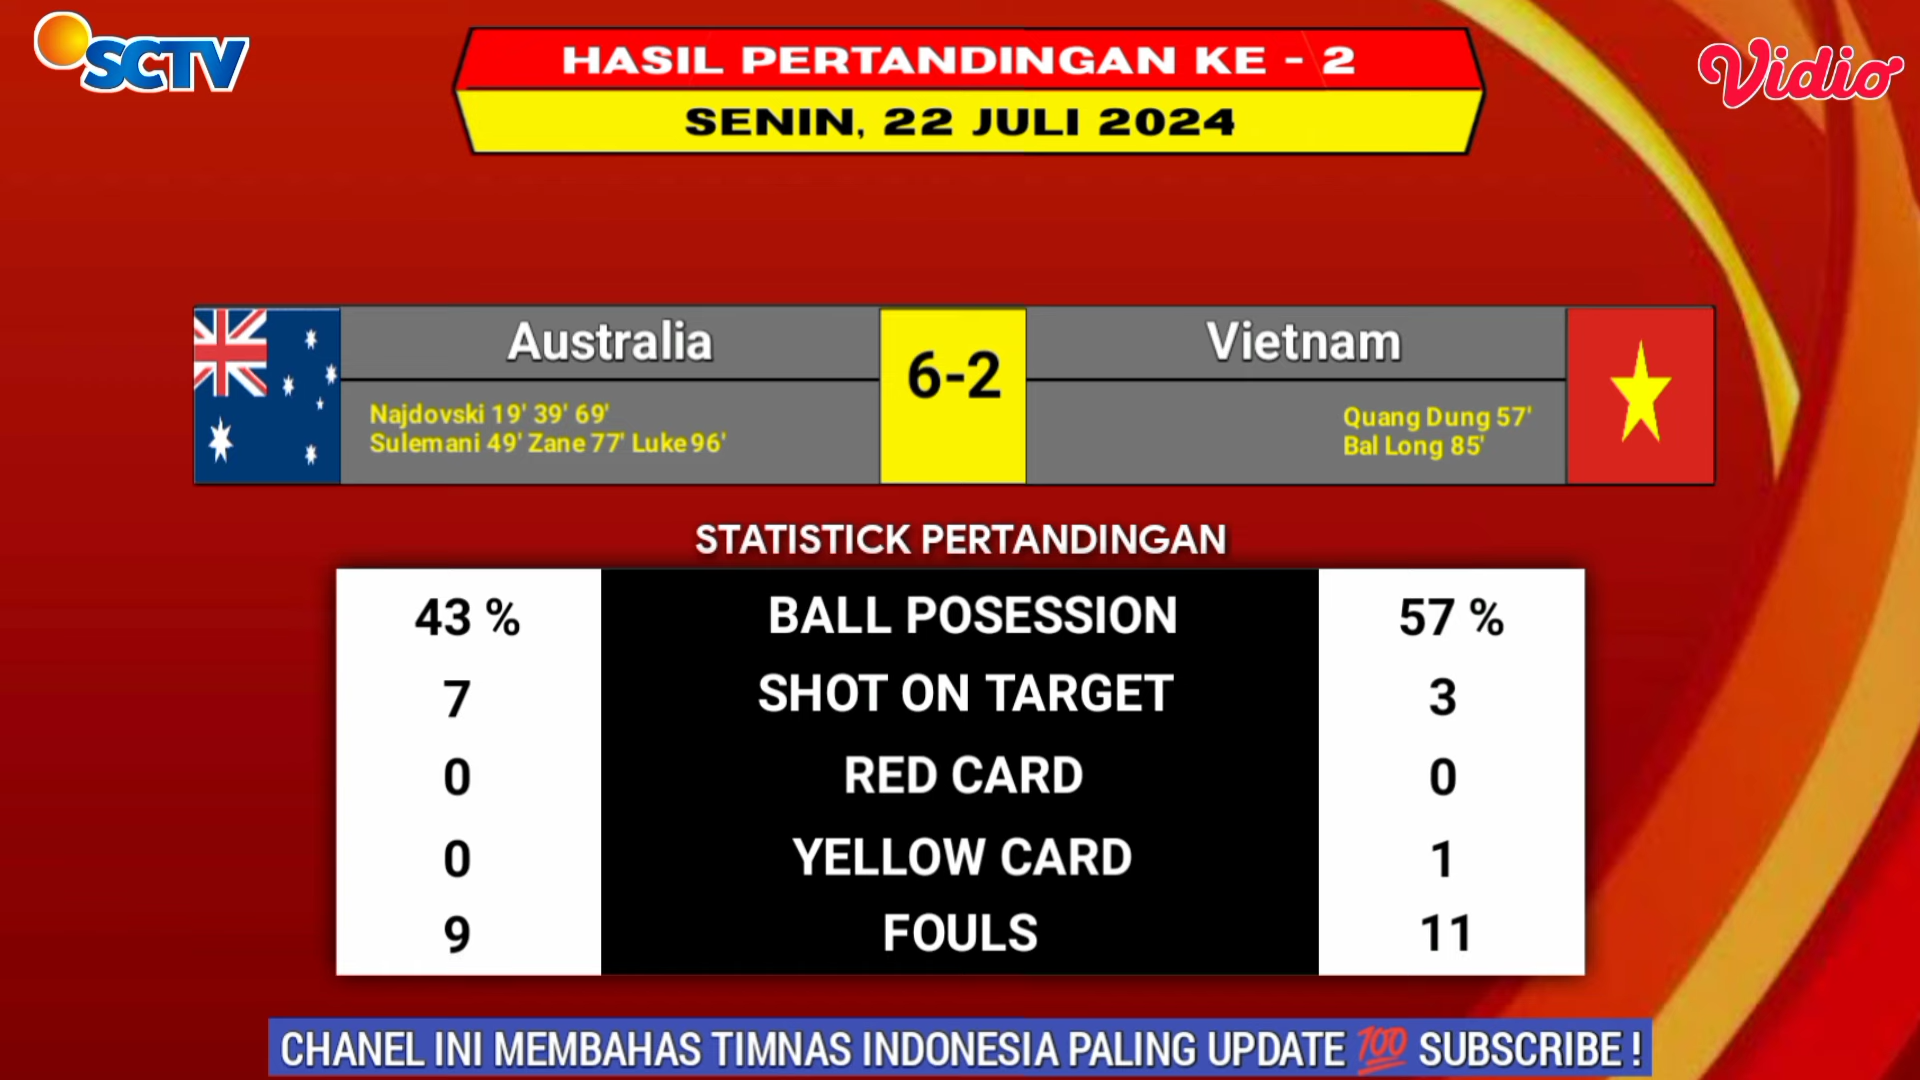 SCTV
HASIL PERTANDINGAN KE - 2
SENIN, 22 JULI 2024
Vidio
Australia
6-2
Vietnam
Najdovski 19' 39' 69'
Sulemani 49' Zane 77' Luke 96'
Quang Dung 57'
Bal Long 85'
STATISTICK PERTANDINGAN
43 % BALL POSESSION 57 %
7 SHOT ON TARGET 3
0 RED CARD 0
0 YELLOW CARD 1
9 FOULS 11
CHANEL INI MEMBAHAS TIMNAS INDONESIA PALING UPDATE 💯 SUBSCRIBE !